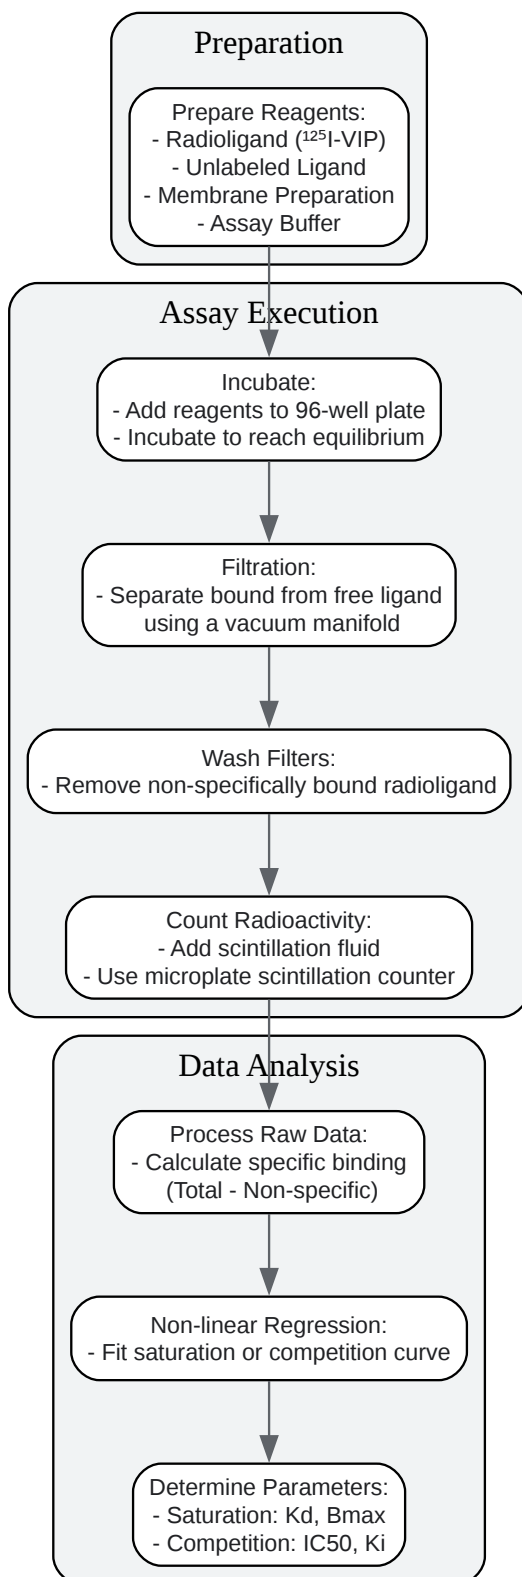 Preparation
Prepare Reagents:
- Radioligand (¹²⁵I-VIP)
- Unlabeled Ligand
- Membrane Preparation
- Assay Buffer
Assay Execution
Incubate:
- Add reagents to 96-well plate
- Incubate to reach equilibrium
Filtration:
- Separate bound from free ligand
using a vacuum manifold
Wash Filters:
- Remove non-specifically bound radioligand
Count Radioactivity:
- Add scintillation fluid
- Use microplate scintillation counter
Data Analysis
Process Raw Data:
- Calculate specific binding
(Total - Non-specific)
Non-linear Regression:
- Fit saturation or competition curve
Determine Parameters:
- Saturation: Kd, Bmax
- Competition: IC50, Ki